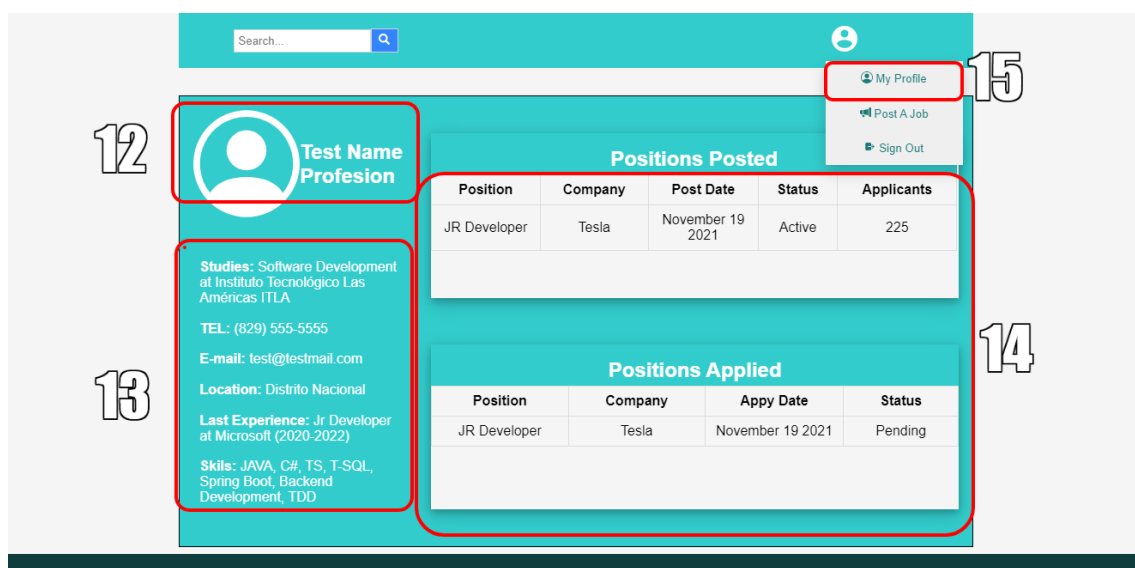 Search...
15
My Profile
Post A Job
Sign Out
12
Test Name
Profesion
Positions Posted
Position Company Post Date Status Applicants
JR Developer Tesla November 19 2021 Active 225
13
Studies: Software Development
at Instituto Tecnológico Las
Américas ITLA
TEL: (829) 555-5555
E-mail: test@testmail.com
Location: Distrito Nacional
Last Experience: Jr Developer
at Microsoft (2020-2022)
Skils: JAVA, C#, TS, T-SQL,
Spring Boot, Backend
Development, TDD
14
Positions Applied
Position Company Appy Date Status
JR Developer Tesla November 19 2021 Pending